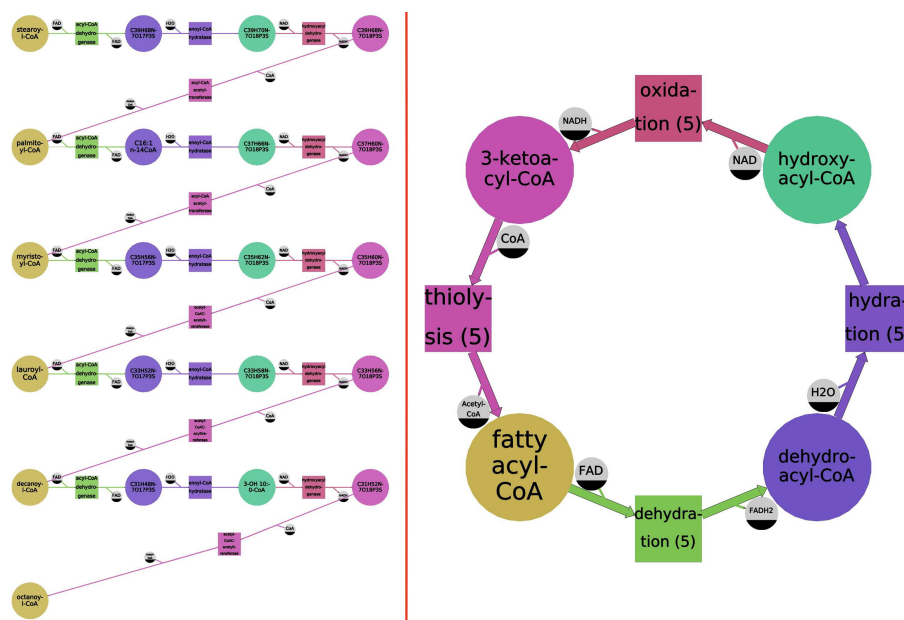 stearoy-
l-CoA
FAD
acyl-CoA
dehydro-
genase
FAD
C39H68N-
7O17P3S
H2O
enoyl-CoA
hydratase
C39H70N-
7O18P3S
NAD
hydroxyacyl
dehydro-
genase
NADH
C39H68N-
7O18P3S
CoA
acyl-CoA
acetyl-
transferase
palmito-
yl-CoA
FAD
acyl-CoA
dehydro-
genase
FAD
C16:1
n-14CoA
H2O
enoyl-CoA
hydratase
C37H66N-
7O18P3S
NAD
hydroxyacyl
dehydro-
genase
C37H60N-
7O18P3S
CoA
acyl-CoA
acetyl-
transferase
myristo-
yl-CoA
FAD
acyl-CoA
dehydro-
genase
FAD
C35H56N-
7O17P3S
H2O
enoyl-CoA
hydratase
C35H62N-
7O18P3S
NAD
hydroxyacyl
dehydro-
genase
C35H60N-
7O18P3S
CoA
lauroyl-
CoA
FAD
acyl-CoA
dehydro-
genase
FAD
C33H52N-
7O17P3S
H2O
enoyl-CoA
hydratase
C33H58N-
7O18P3S
NAD
hydroxyacyl
dehydro-
genase
C33H56N-
7O18P3S
CoA
decanoy-
l-CoA
FAD
acyl-CoA
dehydro-
genase
FAD
C31H48N-
7O17P3S
H2O
enoyl-CoA
hydratase
3-OH 10:-
0-CoA
NAD
hydroxyacyl
dehydro-
genase
C31H52N-
7O18P3S
CoA
octanoy-
l-CoA
oxida-
tion (5)
NADH
NAD
3-ketoa-
cyl-CoA
hydroxy-
acyl-CoA
CoA
thioly-
sis (5)
hydra-
tion (5)
Acetyl-
CoA
H2O
fatty
acyl-
CoA
dehydro-
acyl-CoA
FAD
FADH2
dehydra-
tion (5)